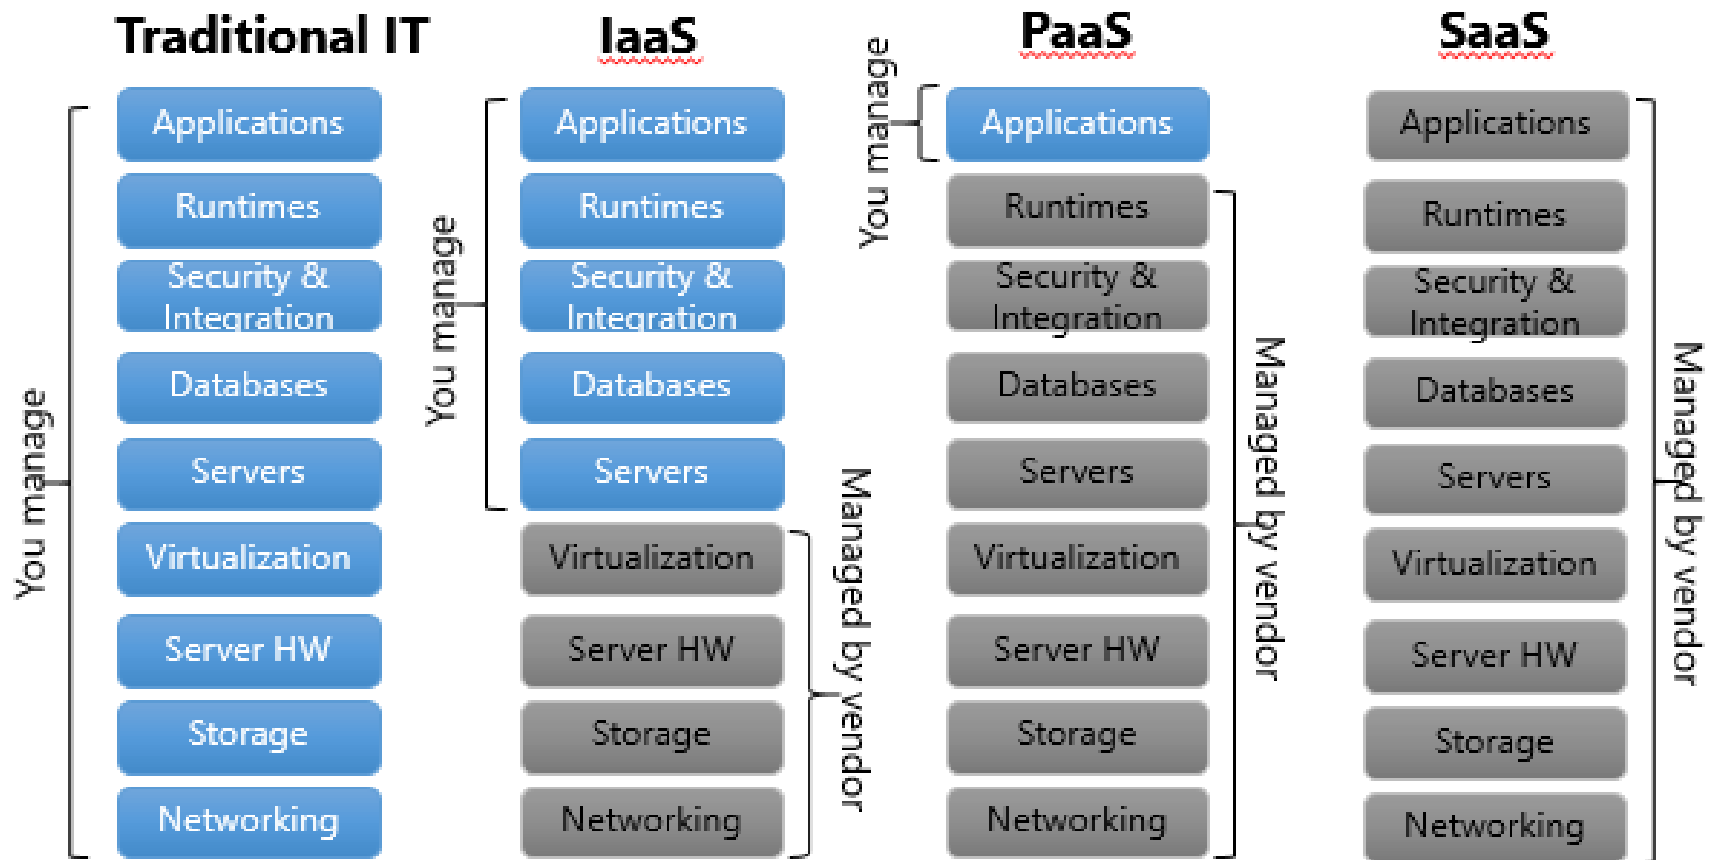 Traditional IT
You manage
Applications
Runtimes
Security &
Integration
Databases
Servers
Virtualization
Server HW
Storage
Networking
IaaS
You manage
Applications
Runtimes
Security &
Integration
Databases
Servers
Virtualization
Server HW
Storage
Networking
Managed by vendor
PaaS
You manage
Applications
Runtimes
Security &
Integration
Databases
Servers
Virtualization
Server HW
Storage
Networking
Managed by vendor
SaaS
Applications
Runtimes
Security &
Integration
Databases
Servers
Virtualization
Server HW
Storage
Networking
Managed by vendor